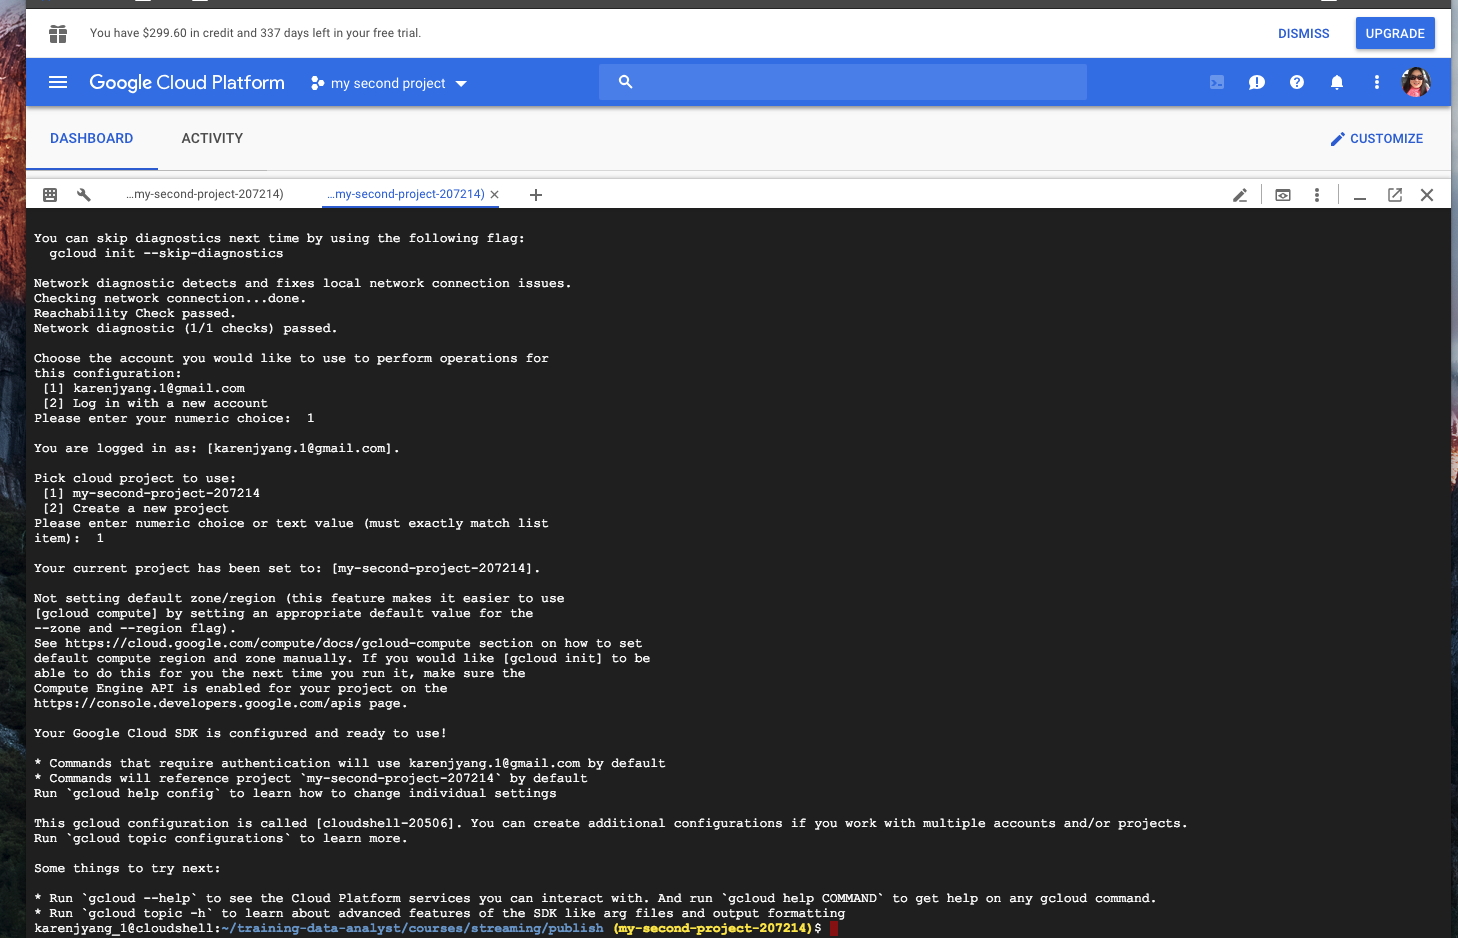 You have $299.60 in credit and 337 days left in your free trial.
DISMISS
UPGRADE
Google Cloud Platform
my second project
DASHBOARD
ACTIVITY
CUSTOMIZE
...my-second-project-207214)
...my-second-project-207214)
You can skip diagnostics next time by using the following flag:
gcloud init --skip-diagnostics
Network diagnostic detects and fixes local network connection issues.
Checking network connection...done.
Reachability Check passed.
Network diagnostic (1/1 checks) passed.
Choose the account you would like to use to perform operations for
this configuration:
[1] karenjyang.1@gmail.com
[2] Log in with a new account
Please enter your numeric choice:  1
You are logged in as: [karenjyang.1@gmail.com].
Pick cloud project to use:
[1] my-second-project-207214
[2] Create a new project
Please enter numeric choice or text value (must exactly match list
item):  1
Your current project has been set to: [my-second-project-207214].
Not setting default zone/region (this feature makes it easier to use
[gcloud compute] by setting an appropriate default value for the
--zone and --region flag).
See https://cloud.google.com/compute/docs/gcloud-compute section on how to set
default compute region and zone manually. If you would like [gcloud init] to be
able to do this for you the next time you run it, make sure the
Compute Engine API is enabled for your project on the
https://console.developers.google.com/apis page.
Your Google Cloud SDK is configured and ready to use!
* Commands that require authentication will use karenjyang.1@gmail.com by default
* Commands will reference project `my-second-project-207214` by default
Run `gcloud help config` to learn how to change individual settings
This gcloud configuration is called [cloudshell-20506]. You can create additional configurations if you work with multiple accounts and/or projects.
Run `gcloud topic configurations` to learn more.
Some things to try next:
* Run `gcloud --help` to see the Cloud Platform services you can interact with. And run `gcloud help COMMAND` to get help on any gcloud command.
* Run `gcloud topic -h` to learn about advanced features of the SDK like arg files and output formatting
karenjyang_1@cloudshell:~/training-data-analyst/courses/streaming/publish (my-second-project-207214)$